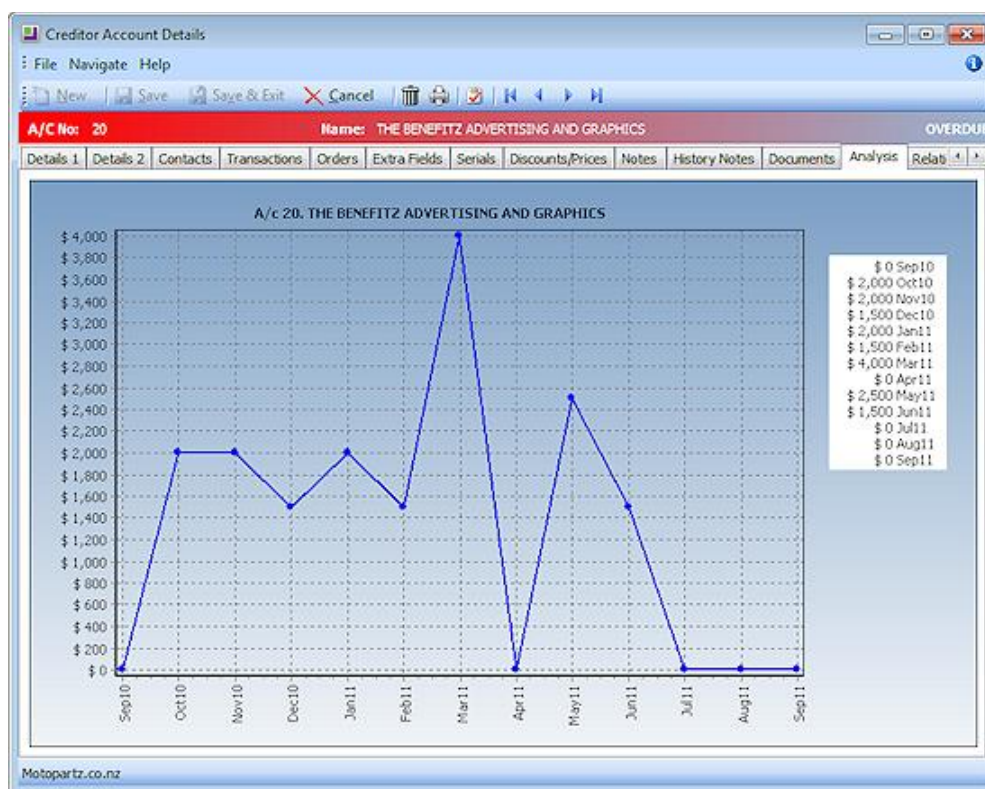 Creditor Account Details
File Navigate Help
New Save Save & Exit Cancel
A/C No: 20 Name: THE BENEFITZ ADVERTISING AND GRAPHICS OVERDU
Details 1 Details 2 Contacts Transactions Orders Extra Fields Serials Discounts/Prices Notes History Notes Documents Analysis Relati
A/c 20. THE BENEFITZ ADVERTISING AND GRAPHICS
$ 4,000
$ 3,800
$ 3,600
$ 3,400
$ 3,200
$ 3,000
$ 2,800
$ 2,600
$ 2,400
$ 2,200
$ 2,000
$ 1,800
$ 1,600
$ 1,400
$ 1,200
$ 1,000
$ 800
$ 600
$ 400
$ 200
$ 0
Sep10 Oct10 Nov10 Dec10 Jan11 Feb11 Mar11 Apr11 May11 Jun11 Jul11 Aug11 Sep11
$ 0 Sep10
$ 2,000 Oct10
$ 2,000 Nov10
$ 1,500 Dec10
$ 2,000 Jan11
$ 1,500 Feb11
$ 4,000 Mar11
$ 0 Apr11
$ 2,500 May11
$ 1,500 Jun11
$ 0 Jul11
$ 0 Aug11
$ 0 Sep11
Motopartz.co.nz